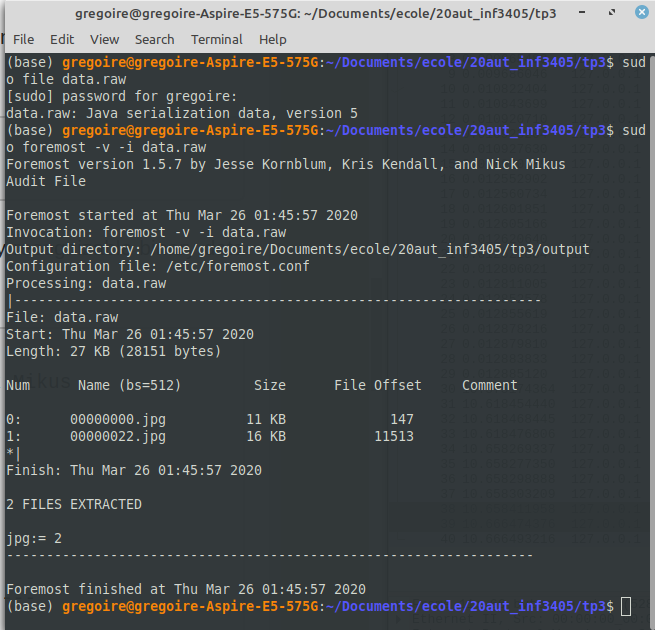 gregoire@gregoire-Aspire-E5-575G: ~/Documents/ecole/20aut_inf3405/tp3
File Edit View Search Terminal Help
(base) gregoire@gregoire-Aspire-E5-575G:~/Documents/ecole/20aut_inf3405/tp3$ sud
o file data.raw
[sudo] password for gregoire:
data.raw: Java serialization data, version 5
(base) gregoire@gregoire-Aspire-E5-575G:~/Documents/ecole/20aut_inf3405/tp3$ sud
o foremost -v -i data.raw
Foremost version 1.5.7 by Jesse Kornblum, Kris Kendall, and Nick Mikus
Audit File
Foremost started at Thu Mar 26 01:45:57 2020
Invocation: foremost -v -i data.raw
Output directory: /home/gregoire/Documents/ecole/20aut_inf3405/tp3/output
Configuration file: /etc/foremost.conf
Processing: data.raw
|------------------------------------------------------------------
File: data.raw
Start: Thu Mar 26 01:45:57 2020
Length: 27 KB (28151 bytes)
Num Name (bs=512) Size File Offset Comment
0: 00000000.jpg 11 KB 147
1: 00000022.jpg 16 KB 11513
*|
Finish: Thu Mar 26 01:45:57 2020
2 FILES EXTRACTED
jpg:= 2
------------------------------------------------------------------
Foremost finished at Thu Mar 26 01:45:57 2020
(base) gregoire@gregoire-Aspire-E5-575G:~/Documents/ecole/20aut_inf3405/tp3$